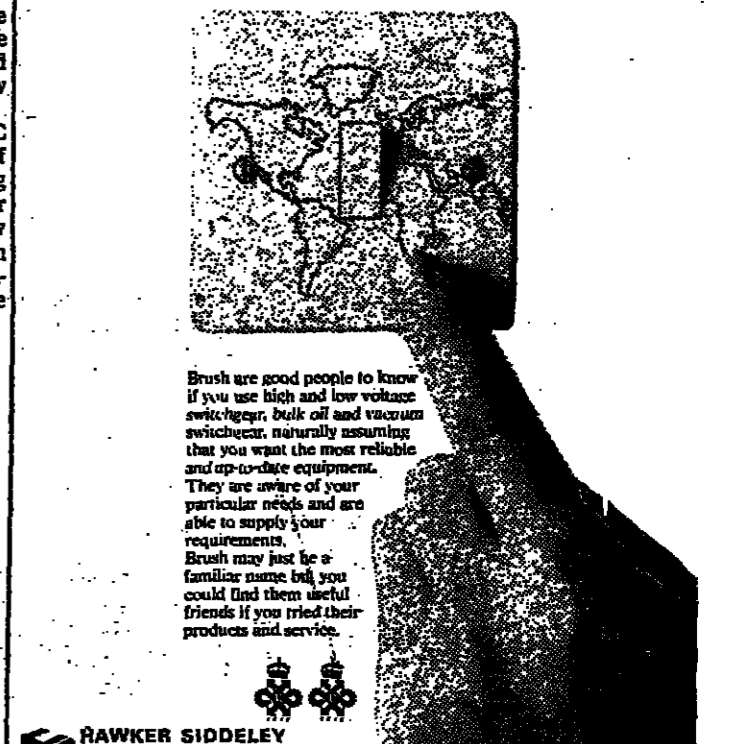 Brush are good people to know
if you use high and low voltage
switchgear, bulk oil and vacuum
switchgear, naturally assuming
that you want the most reliable
and up-to-date equipment.
They are aware of your
particular needs and are
able to supply your
requirements.
Brush may just be a
familiar name but you
could find them useful
friends if you tried their
products and service.
HAWKER SIDDELEY